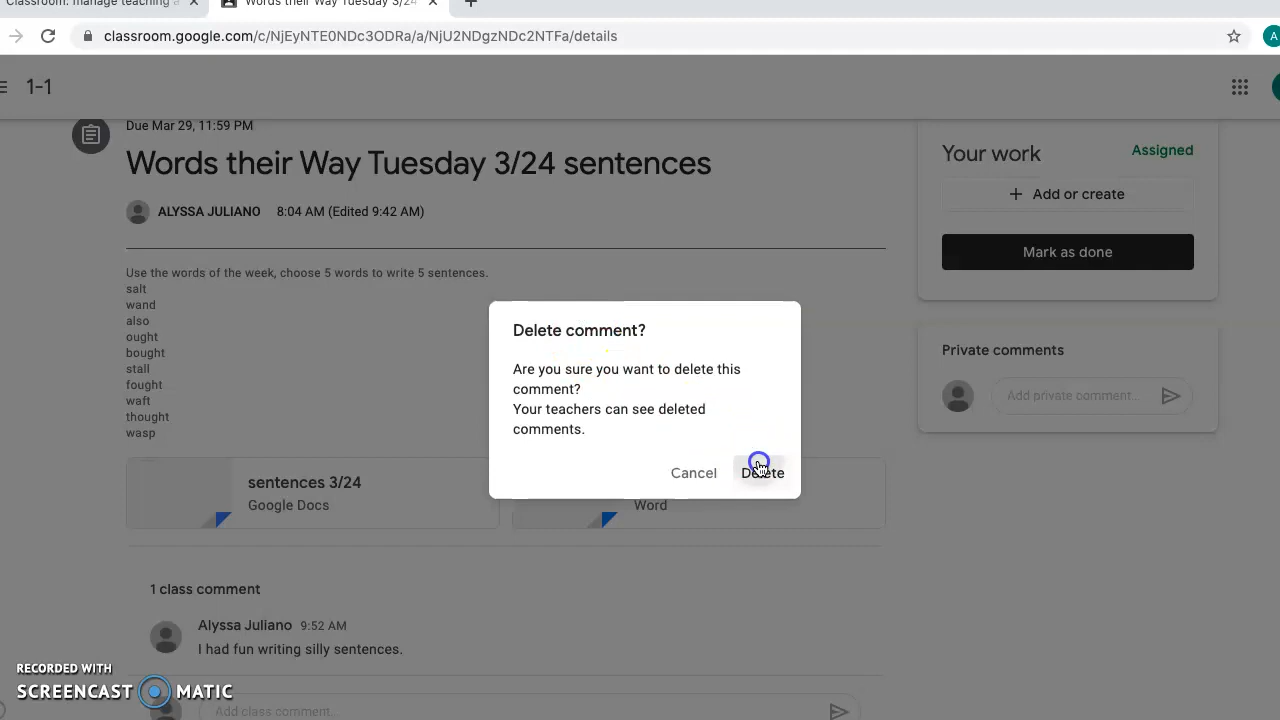 Classroom: manage teaching a
Words their Way Tuesday 3/24
classroom.google.com/c/NjEyNTE0NDc3ODRa/a/NjU2NDgzNDc2NTFa/details
A
1-1
Due Mar 29, 11:59 PM
Words their Way Tuesday 3/24 sentences
ALYSSA JULIANO 8:04 AM (Edited 9:42 AM)
Use the words of the week, choose 5 words to write 5 sentences.
salt
wand
also
ought
bought
stall
fought
waft
thought
wasp
sentences 3/24
Google Docs
Word
1 class comment
Alyssa Juliano 9:52 AM
I had fun writing silly sentences.
Add class comment...
Your work
Assigned
+ Add or create
Mark as done
Private comments
Add private comment...
Delete comment?
Are you sure you want to delete this
comment?
Your teachers can see deleted
comments.
Cancel Delete
RECORDED WITH
SCREENCAST MATIC